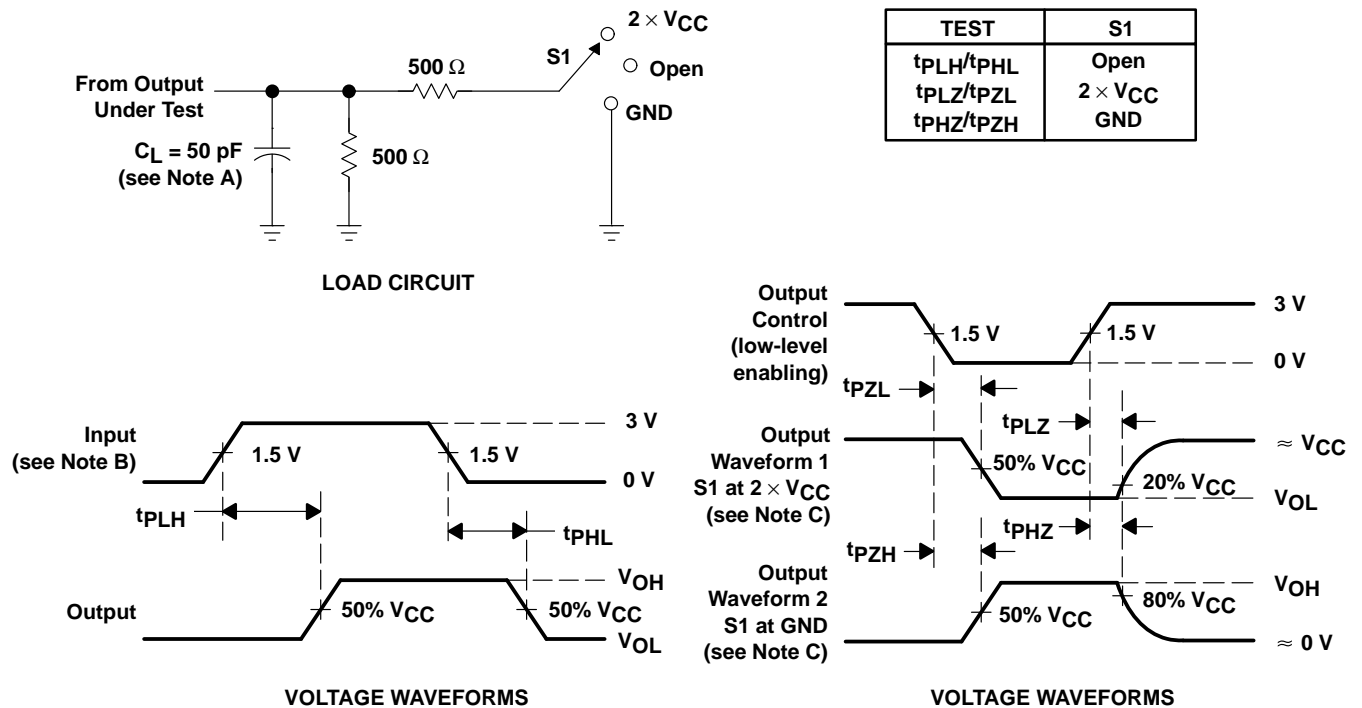 2 × VCC
S1
500 Ω
Open
From Output
Under Test
GND
CL = 50 pF
(see Note A)
500 Ω
LOAD CIRCUIT
TEST S1
tPLH/tPHL Open
tPLZ/tPZL 2 × VCC
tPHZ/tPZH GND
Input
(see Note B)
1.5 V
1.5 V
3 V
0 V
tPLH
tPHL
Output
50% VCC
50% VCC
VOH
VOL
VOLTAGE WAVEFORMS
Output
Control
(low-level
enabling)
1.5 V
1.5 V
3 V
0 V
tPZL
tPLZ
Output
Waveform 1
S1 at 2 × VCC
(see Note C)
50% VCC
20% VCC
≈ VCC
VOL
tPZH
tPHZ
Output
Waveform 2
S1 at GND
(see Note C)
50% VCC
80% VCC
VOH
≈ 0 V
VOLTAGE WAVEFORMS